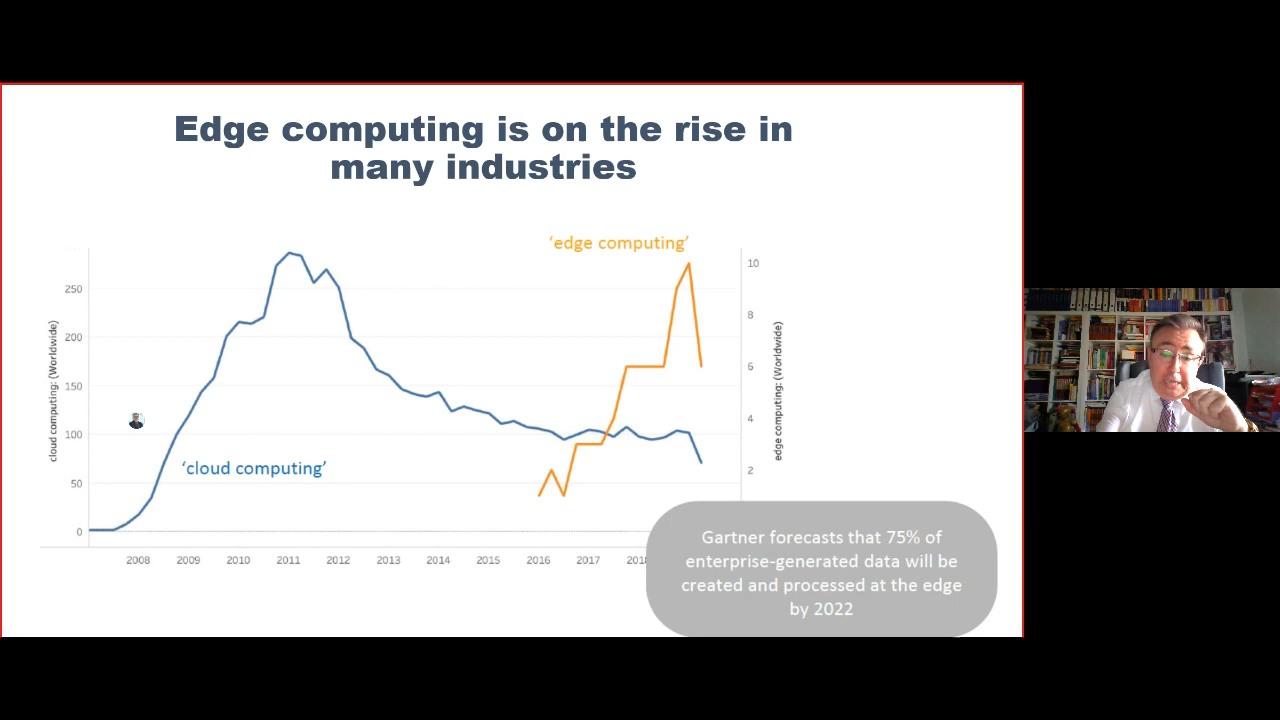 Edge computing is on the rise in
many industries
'edge computing'
'cloud computing'
cloud computing: (Worldwide)
250
200
150
100
50
0
10
8
6
4
2
edge computing: (Worldwide)
2008 2009 2010 2011 2012 2013 2014 2015 2016 2017
Gartner forecasts that 75% of
enterprise-generated data will be
created and processed at the edge
by 2022